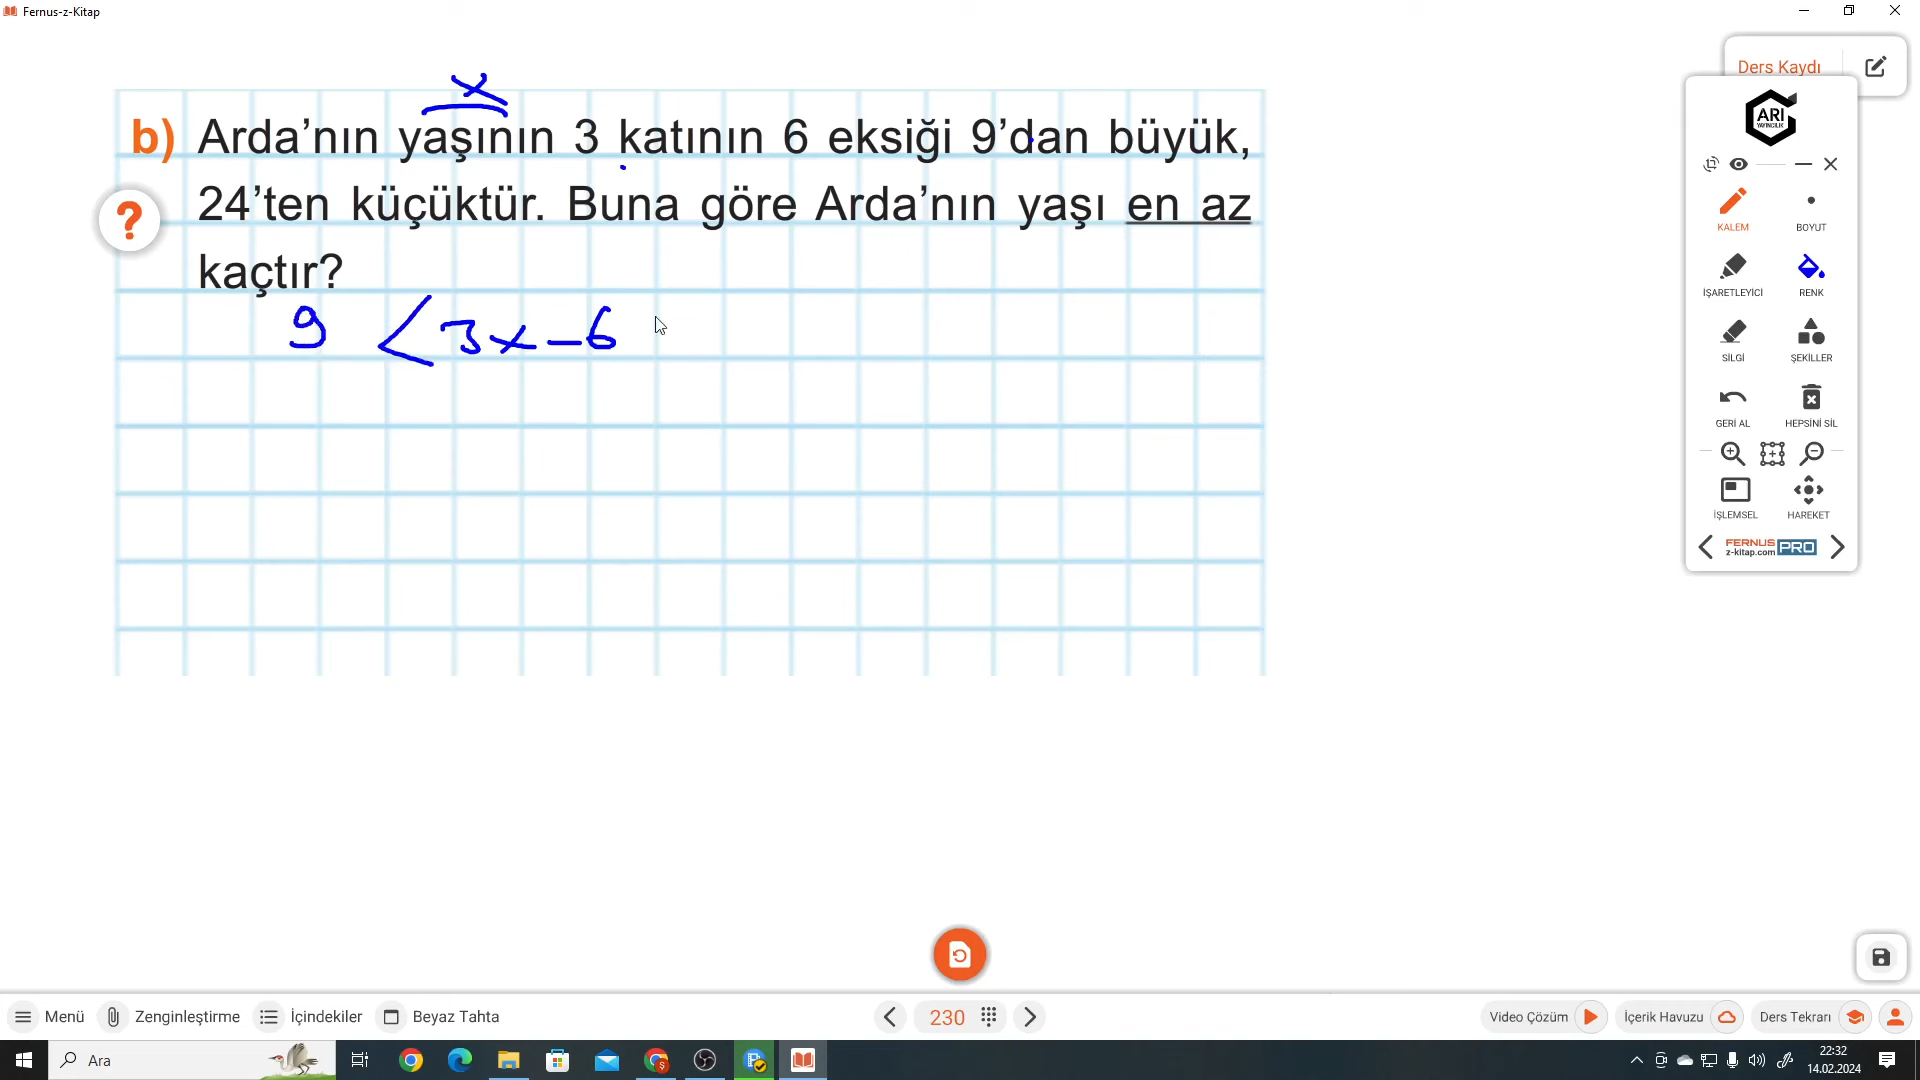 Fernus-z-Kitap
Ders Kaydı
x
b) Arda’nın yaşının 3 katının 6 eksiği 9’dan büyük,
24’ten küçüktür. Buna göre Arda’nın yaşı en az
kaçtır?
?
9 < 3x - 6
ARI
YAYINCILIK
KALEM BOYUT
İŞARETLEYİCİ RENK
SİLGİ ŞEKİLLER
GERİ AL HEPSİNİ SİL
İŞLEMSEL HAREKET
FERNUS
z-kitap.com PRO
Menü Zenginleştirme İçindekiler Beyaz Tahta 230 Video Çözüm İçerik Havuzu Ders Tekrarı
Ara
22:32
14.02.2024